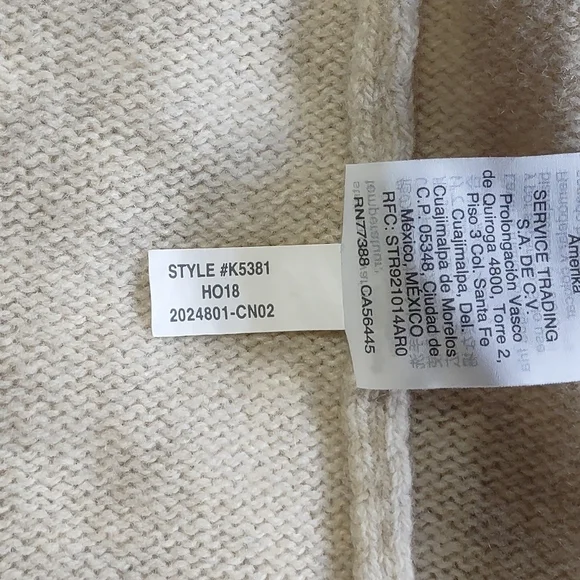 STYLE #K5381
HO18
2024801-CN02
SERVICE TRADING
S.A. DE C.V.
Prolongación Vasco
de Quiroga 4800, Torre 2,
Piso 3 Col. Santa Fe
Cuajimalpa, Del.
Cuajimalpa de Morelos
C.P. 05348, Ciudad de
México, MEXICO
RFC: STR921014AR0
RN77388 CA56445